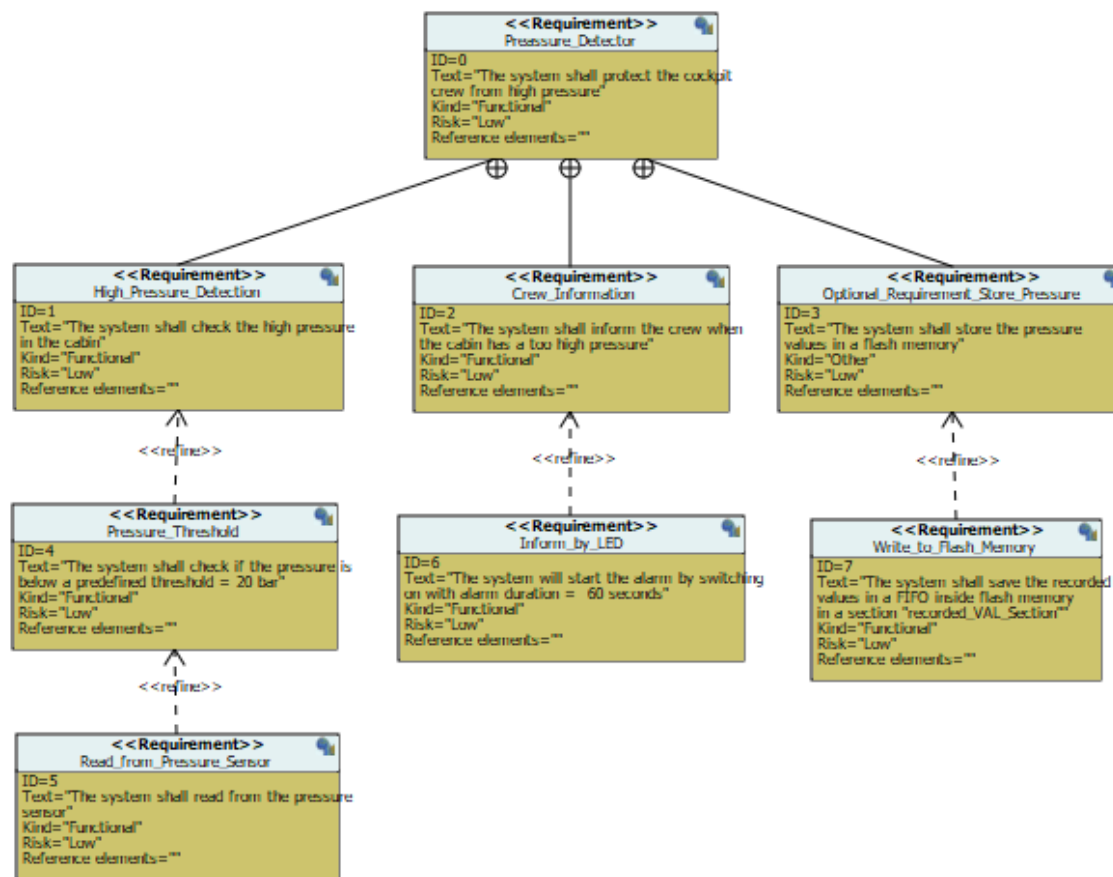 <<Requirement>>
Preassure_Detector
ID=0
Text="The system shall protect the cockpit
crew from high pressure"
Kind="Functional"
Risk="Low"
Reference elements=""
<<Requirement>>
High_Pressure_Detection
ID=1
Text="The system shall check the high pressure
in the cabin"
Kind="Functional"
Risk="Low"
Reference elements=""
<<Requirement>>
Crew_Information
ID=2
Text="The system shall inform the crew when
the cabin has a too high pressure"
Kind="Functional"
Risk="Low"
Reference elements=""
<<Requirement>>
Optional_Requirement_Store_Pressure
ID=3
Text="The system shall store the pressure
values in a flash memory"
Kind="Other"
Risk="Low"
Reference elements=""
<<refine>>
<<refine>>
<<refine>>
<<Requirement>>
Pressure_Threshold
ID=4
Text="The system shall check if the pressure is
below a predefined threshold = 20 bar"
Kind="Functional"
Risk="Low"
Reference elements=""
<<Requirement>>
Inform_by_LED
ID=6
Text="The system will start the alarm by switching
on with alarm duration =  60 seconds"
Kind="Functional"
Risk="Low"
Reference elements=""
<<Requirement>>
Write_to_Flash_Memory
ID=7
Text="The system shall save the recorded
values in a FIFO inside flash memory
in a section "recorded_VAL_Section""
Kind="Functional"
Risk="Low"
Reference elements=""
<<refine>>
<<Requirement>>
Read_from_Pressure_Sensor
ID=5
Text="The system shall read from the pressure
sensor"
Kind="Functional"
Risk="Low"
Reference elements=""